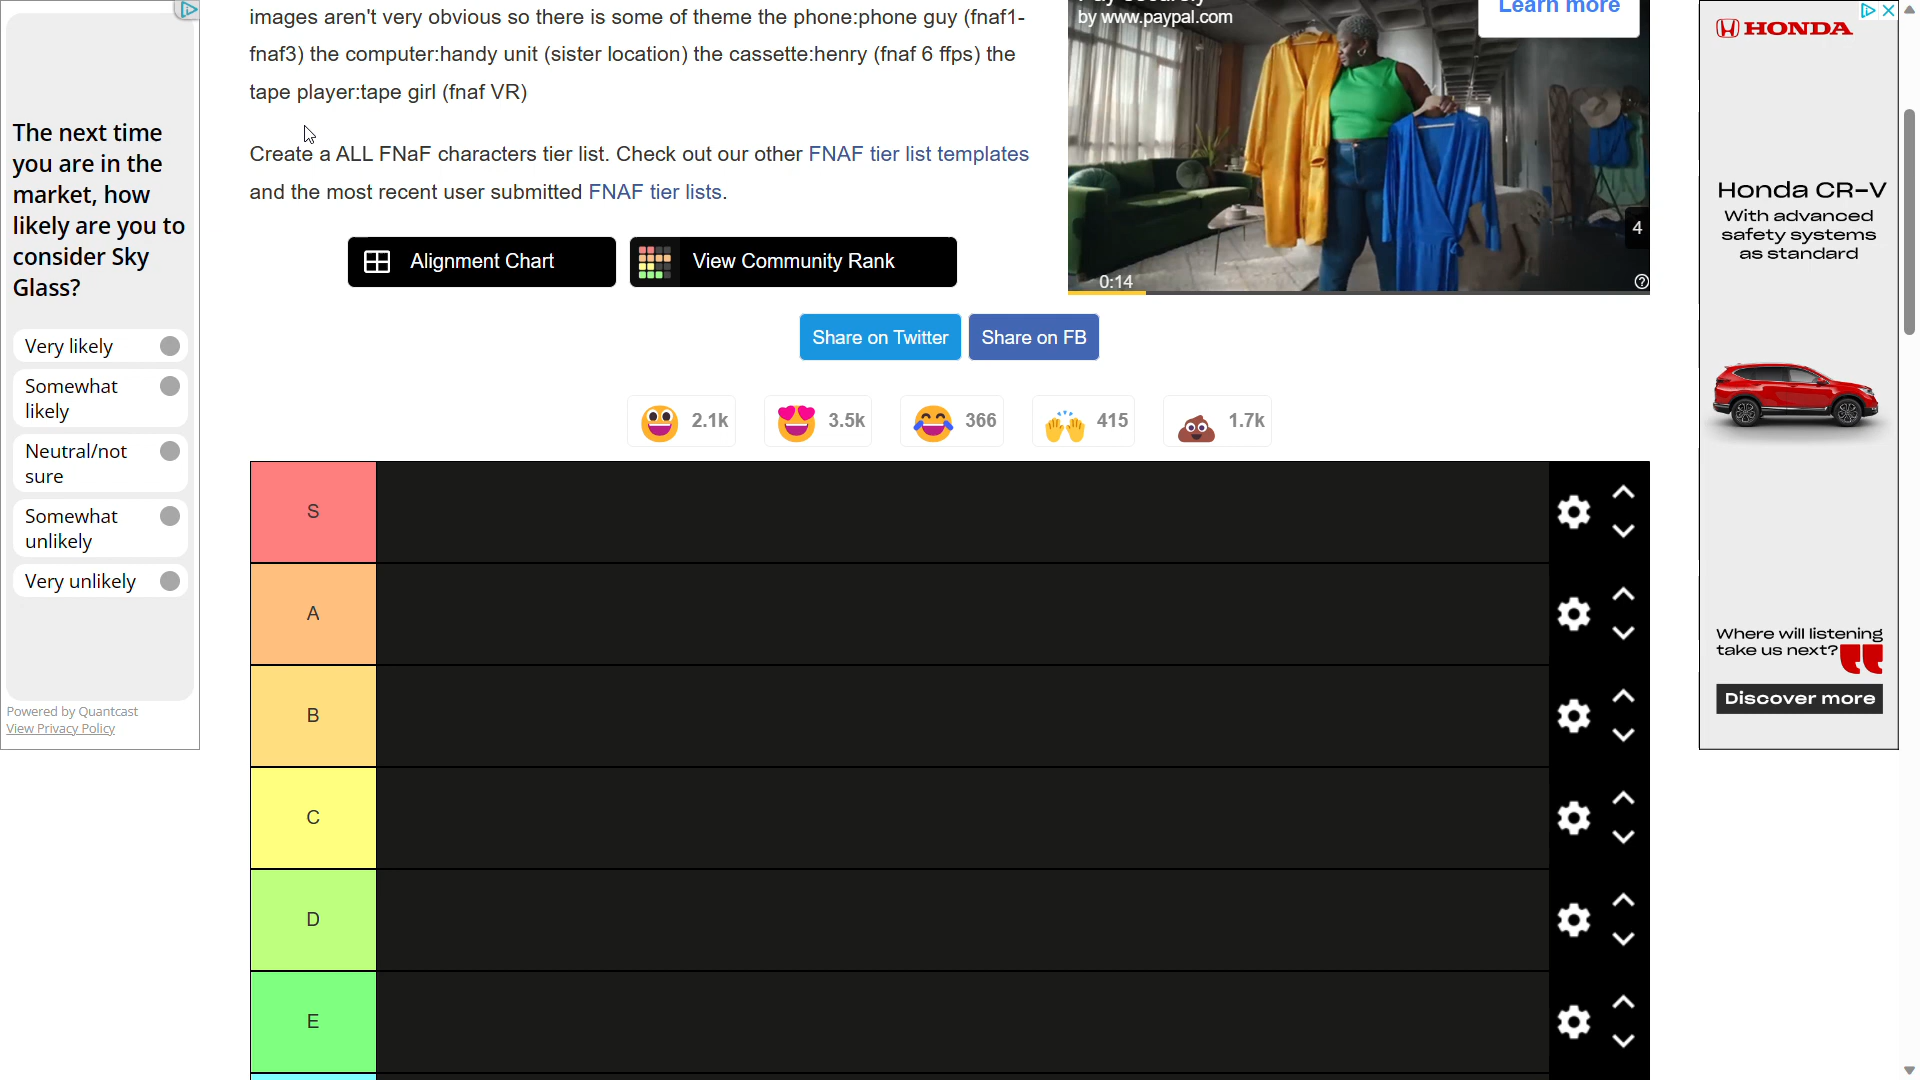 images aren't very obvious so there is some of theme the phone:phone guy (fnaf1-
fnaf3) the computer:handy unit (sister location) the cassette:henry (fnaf 6 ffps) the
tape player:tape girl (fnaf VR)
Create a ALL FNaF characters tier list. Check out our other FNAF tier list templates
and the most recent user submitted FNAF tier lists.
Alignment Chart
View Community Rank
by www.paypal.com
Learn more
4
0:14
Share on Twitter
Share on FB
2.1k
3.5k
366
415
1.7k
S
A
B
C
D
E
The next time
you are in the
market, how
likely are you to
consider Sky
Glass?
Very likely
Somewhat
likely
Neutral/not
sure
Somewhat
unlikely
Very unlikely
Powered by Quantcast
View Privacy Policy
HONDA
Honda CR-V
With advanced
safety systems
as standard
Where will listening
take us next?
Discover more